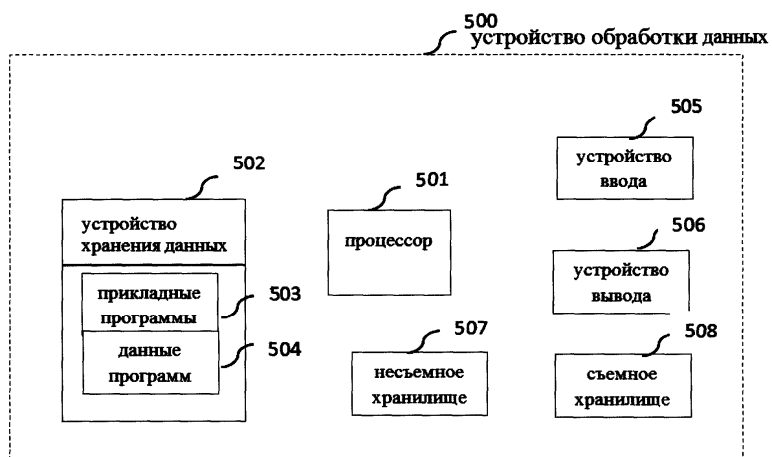 500
устройство обработки данных
505
устройство
ввода
502
устройство
хранения данных
501
процессор
506
устройство
вывода
прикладные
программы
503
данные
программ
504
507
несъемное
хранилище
508
съемное
хранилище